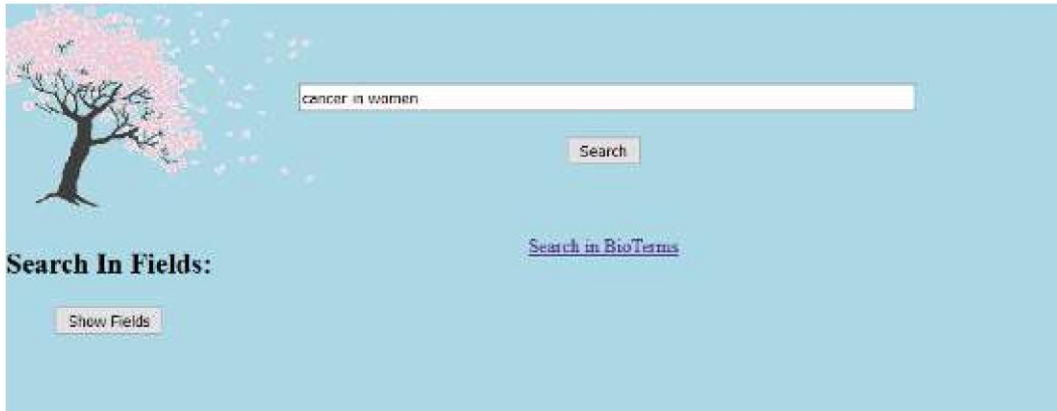 cancer in women
Search
Search in BioTerms
Search In Fields:
Show Fields